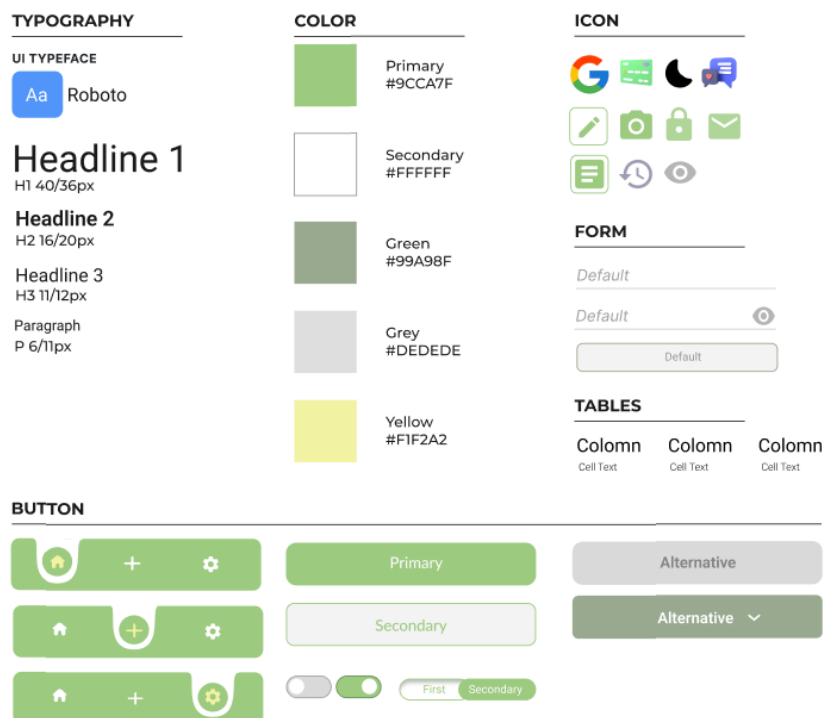 TYPOGRAPHY
UI TYPEFACE
Aa Roboto
Headline 1
H1 40/36px
Headline 2
H2 16/20px
Headline 3
H3 11/12px
Paragraph
P 6/11px
COLOR
Primary
#9CCA7F
Secondary
#FFFFFF
Green
#99A98F
Grey
#DEDEDE
Yellow
#F1F2A2
ICON
FORM
Default
Default
Default
TABLES
Colomn Colomn Colomn
Cell Text Cell Text Cell Text
BUTTON
Primary
Secondary
First Secondary
Alternative
Alternative